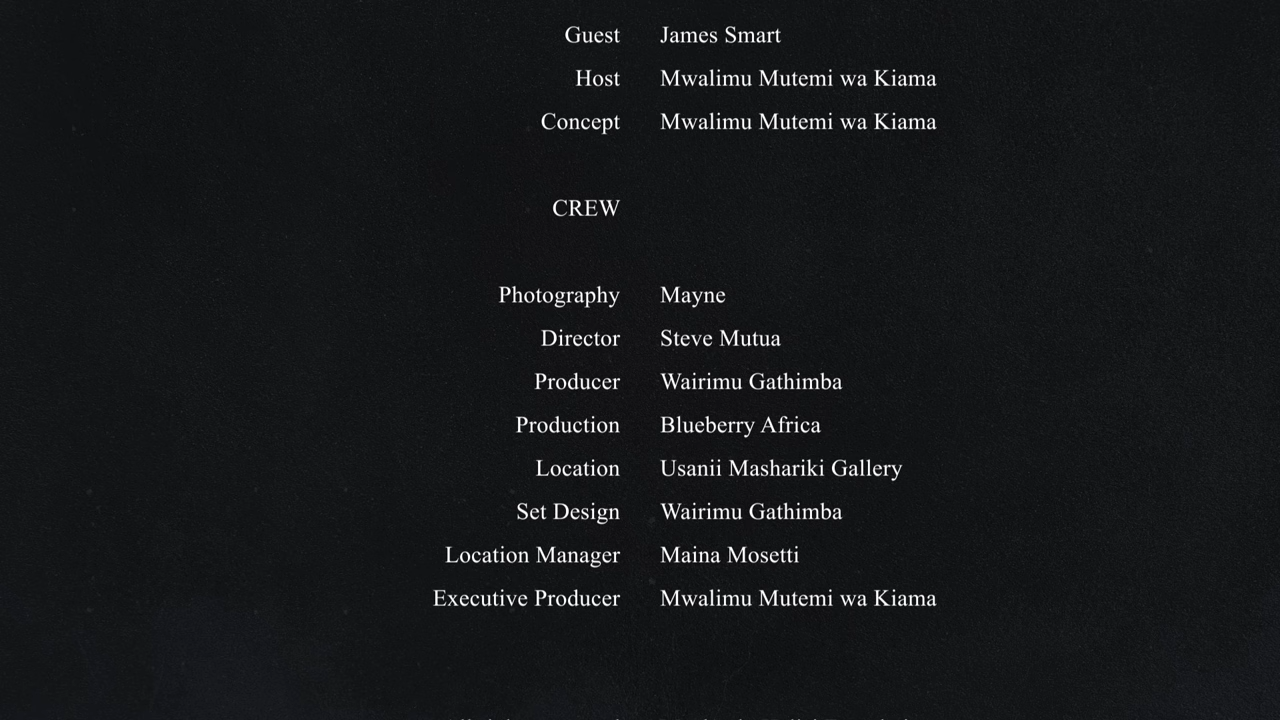 Guest James Smart
Host Mwalimu Mutemi wa Kiama
Concept Mwalimu Mutemi wa Kiama
CREW
Photography Mayne
Director Steve Mutua
Producer Wairimu Gathimba
Production Blueberry Africa
Location Usanii Mashariki Gallery
Set Design Wairimu Gathimba
Location Manager Maina Mosetti
Executive Producer Mwalimu Mutemi wa Kiama